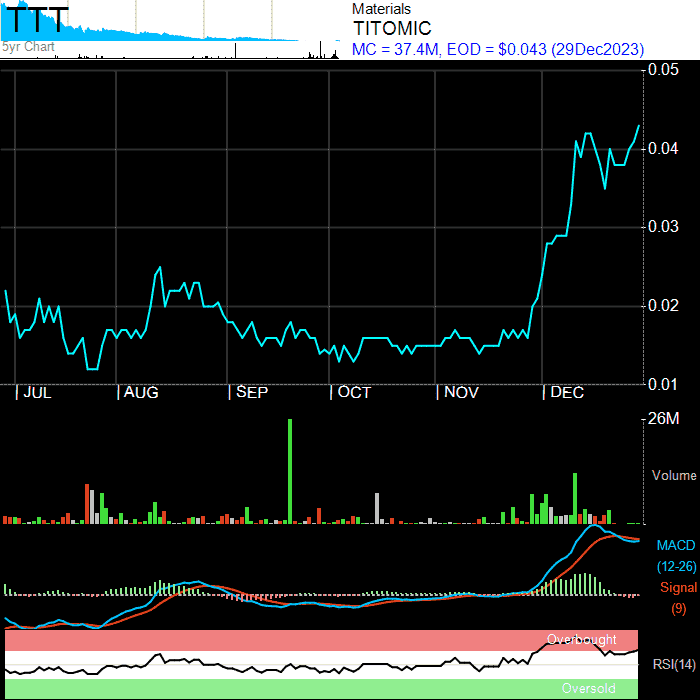 TTT
5yr Chart
Materials
TITOMIC
MC = 37.4M, EOD = $0.043 (29Dec2023)
0.05
0.04
0.03
0.02
0.01
JUL
AUG
SEP
OCT
NOV
DEC
26M
Volume
MACD
(12-26)
Signal
(9)
Overbought
RSI(14)
Oversold